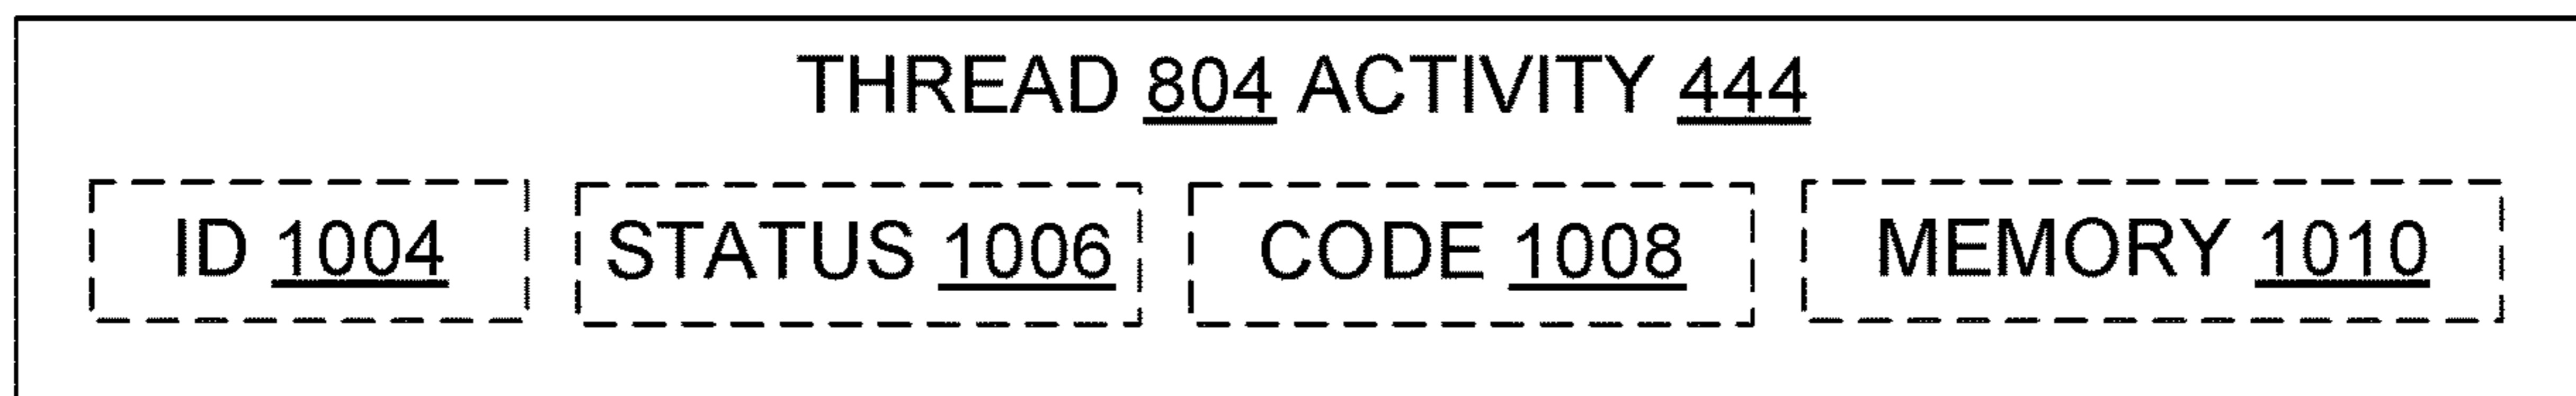 THREAD 804 ACTIVITY 444
ID 1004 STATUS 1006 CODE 1008 MEMORY 1010